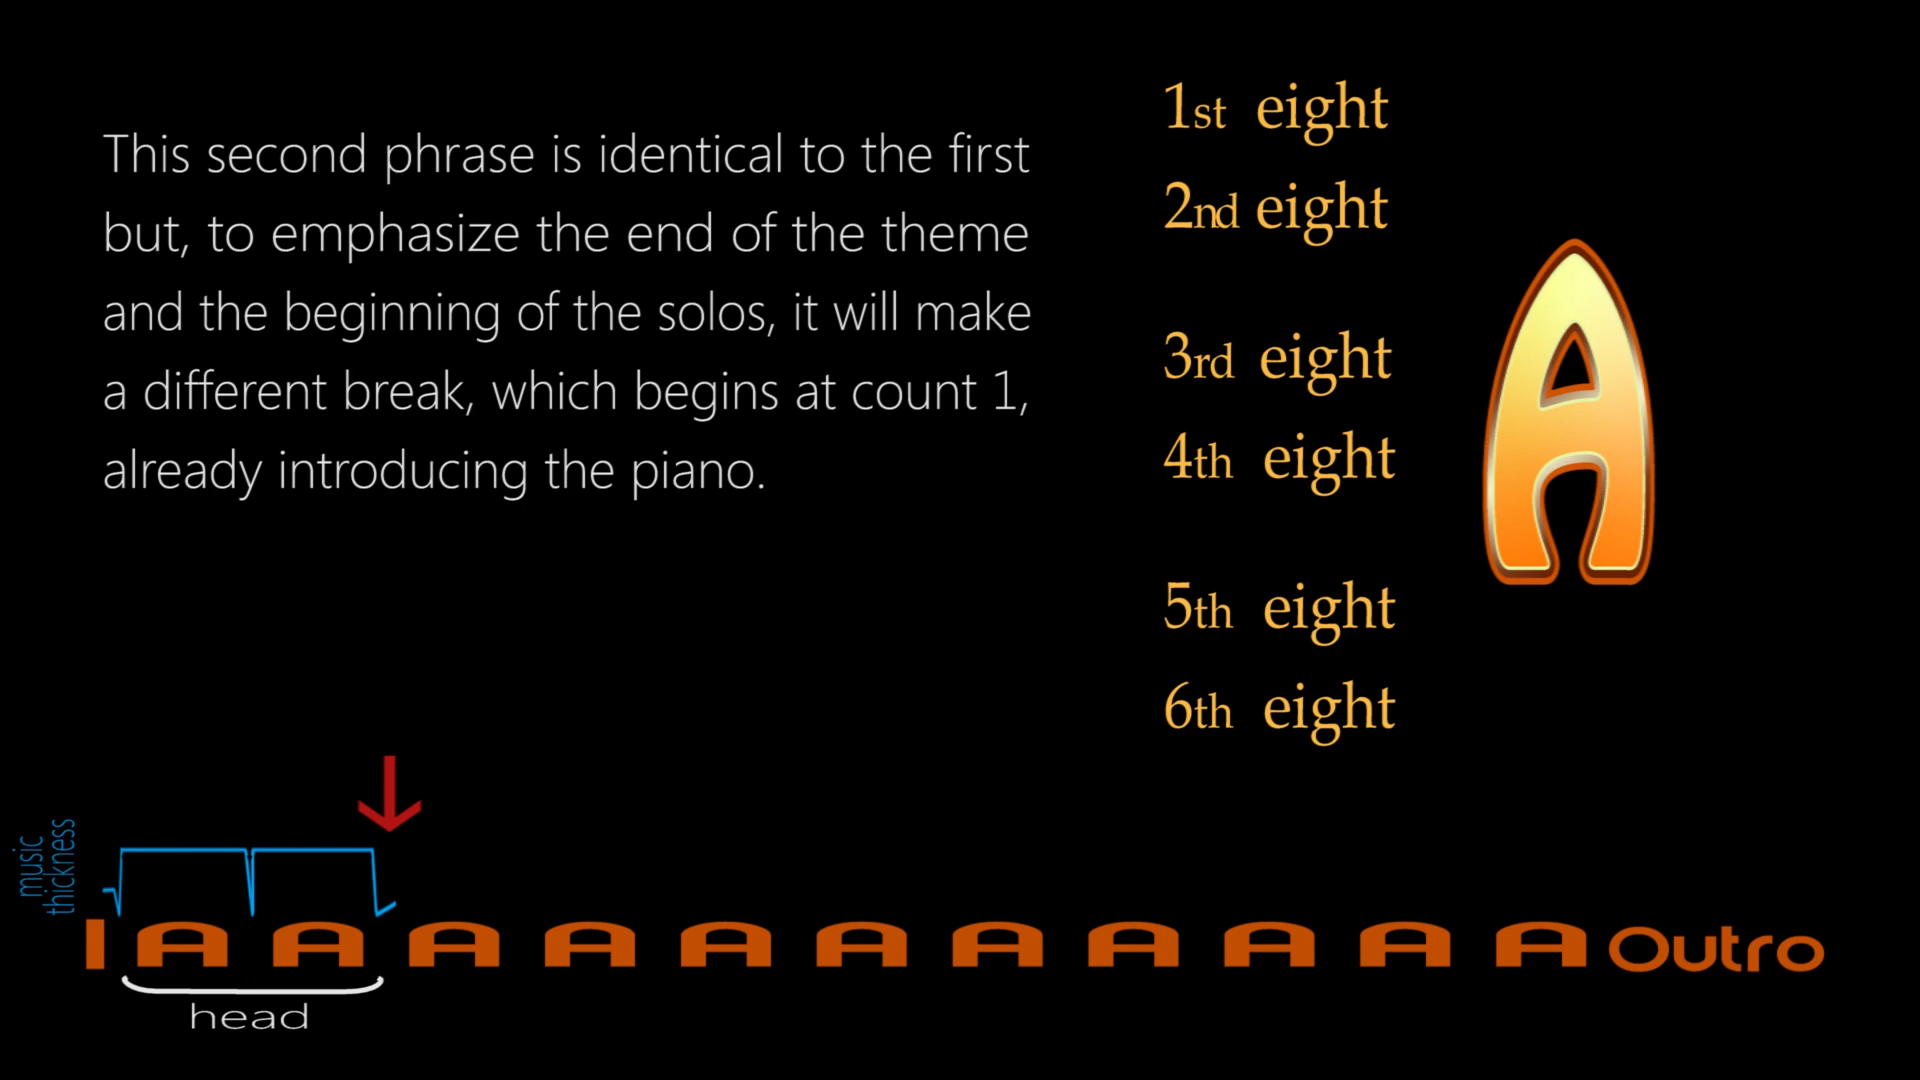 This second phrase is identical to the first
but, to emphasize the end of the theme
and the beginning of the solos, it will make
a different break, which begins at count 1,
already introducing the piano.
1st eight
2nd eight
3rd eight
4th eight
5th eight
6th eight
A
music
thickness
I A A A A A A A A A A A Outro
head